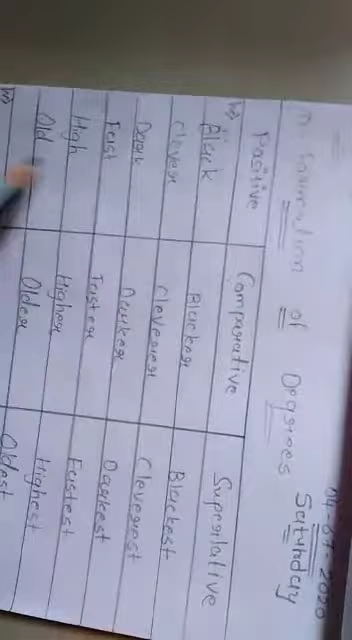 04-07-2020
Saturday
Formation of Degrees
Positive Comparative Superlative
Black Blacker Blackest
Clever Cleverer Cleverest
Dark Darker Darkest
Fast Faster Fastest
High Higher Highest
Old Older Oldest